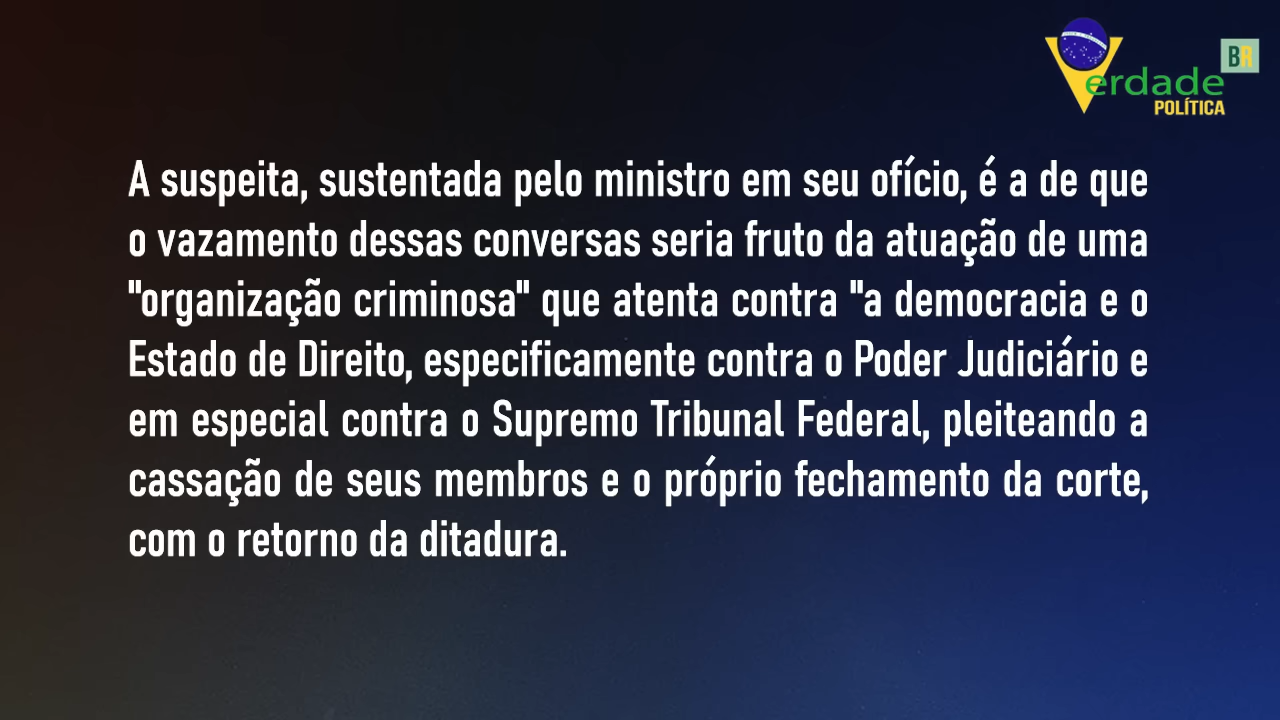 Verdade
BR
POLÍTICA
A suspeita, sustentada pelo ministro em seu ofício, é a de que
o vazamento dessas conversas seria fruto da atuação de uma
"organização criminosa" que atenta contra "a democracia e o
Estado de Direito, especificamente contra o Poder Judiciário e
em especial contra o Supremo Tribunal Federal, pleiteando a
cassação de seus membros e o próprio fechamento da corte,
com o retorno da ditadura.